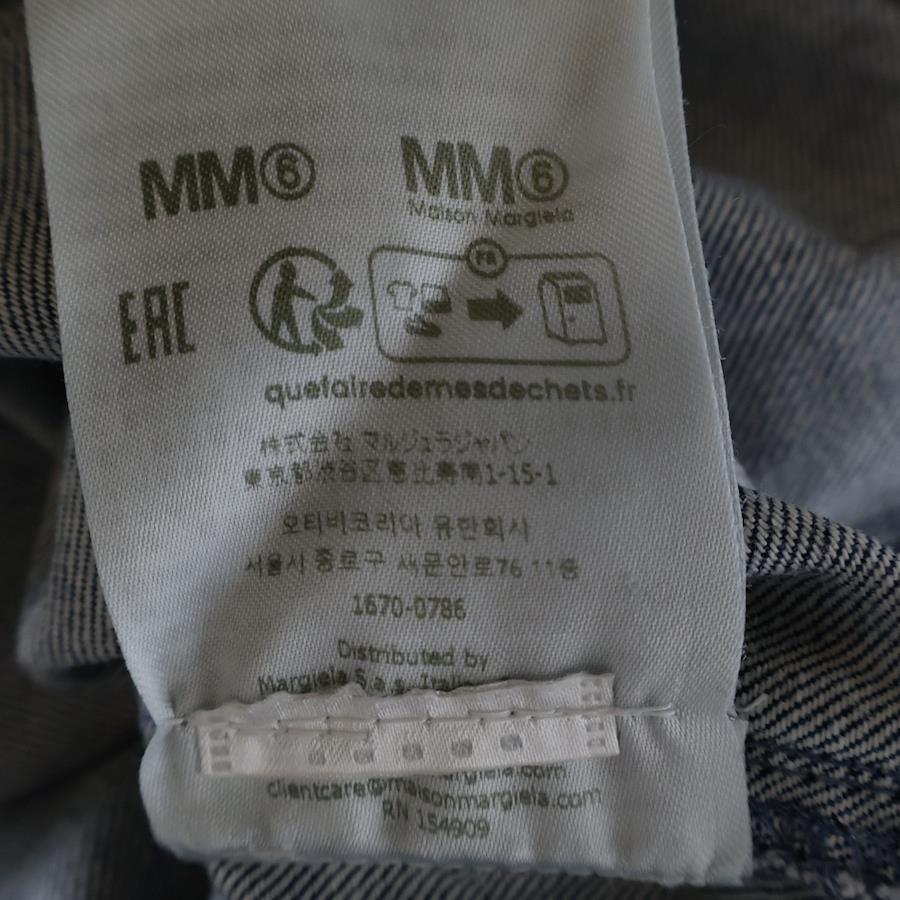 MM⑥ MM⑥
Maison Margiela
EAC
FR
quefairedemesdechets.fr
株式会社 マルジェラジャパン
東京都渋谷区恵比寿南1-15-1
오티비코리아 유한회사
서울시 종로구 새문안로76
1670-0786
Distributed by
Margiela S.a.s.
clientcare@maisonmargiela.com
RN 154909